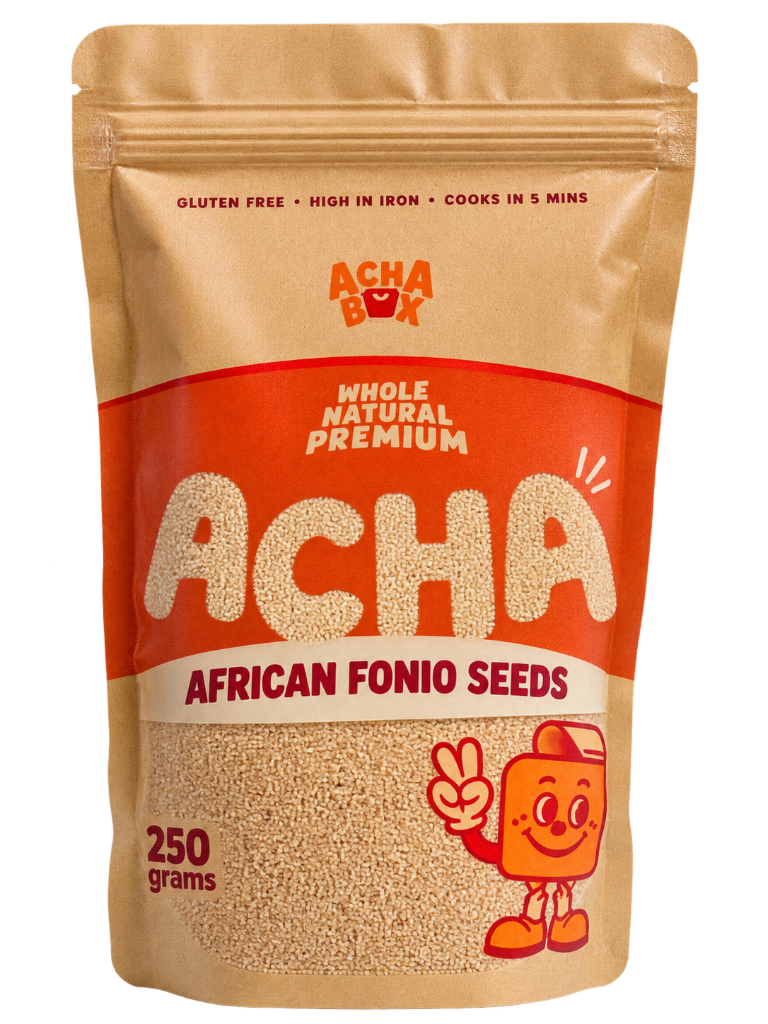 GLUTEN FREE • HIGH IN IRON • COOKS IN 5 MINS
ACHA
BOX
WHOLE
NATURAL
PREMIUM
ACHA
AFRICAN FONIO SEEDS
250
grams